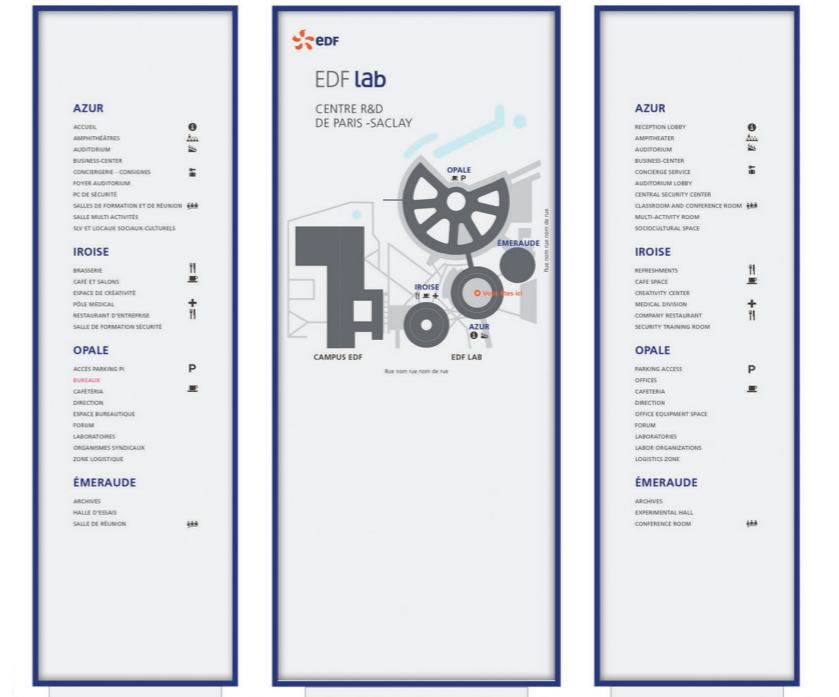 AZUR
ACCUEIL
AMPHITHÉÂTRES
AUDITORIUM
BUSINESS-CENTER
CONCIERGERIE - CONSIGNES
FOYER AUDITORIUM
PC DE SÉCURITÉ
SALLES DE FORMATION ET DE RÉUNION
SALLE MULTI ACTIVITÉS
SLV ET LOCAUX SOCIAUX-CULTURELS
IROISE
BRASSERIE
CAFÉ ET SALONS
ESPACE DE CRÉATIVITÉ
PÔLE MÉDICAL
RESTAURANT D'ENTREPRISE
SALLE DE FORMATION SÉCURITÉ
OPALE
ACCÈS PARKING PI
P
BUREAUX
CAFÉTÉRIA
DIRECTION
ESPACE BUREAUTIQUE
FORUM
LABORATOIRES
ORGANISMES SYNDICAUX
ZONE LOGISTIQUE
ÉMERAUDE
ARCHIVES
HALLE D'ESSAIS
SALLE DE RÉUNION
eDF
EDF lab
CENTRE R&D
DE PARIS -SACLAY
OPALE
P
ÉMERAUDE
Rue nom rue nom de rue
IROISE
Vous êtes ici
AZUR
CAMPUS EDF
EDF LAB
Rue nom rue nom de rue
AZUR
RECEPTION LOBBY
AMPITHEATER
AUDITORIUM
BUSINESS-CENTER
CONCIERGE SERVICE
AUDITORIUM LOBBY
CENTRAL SECURITY CENTER
CLASSROOM AND CONFERENCE ROOM
MULTI-ACTIVITY ROOM
SOCIOCULTURAL SPACE
IROISE
REFRESHMENTS
CAFE SPACE
CREATIVITY CENTER
MEDICAL DIVISION
COMPANY RESTAURANT
SECURITY TRAINING ROOM
OPALE
PARKING ACCESS
P
OFFICES
CAFETERIA
DIRECTION
OFFICE EQUIPMENT SPACE
FORUM
LABORATORIES
LABOR ORGANIZATIONS
LOGISTICS ZONE
ÉMERAUDE
ARCHIVES
EXPERIMENTAL HALL
CONFERENCE ROOM